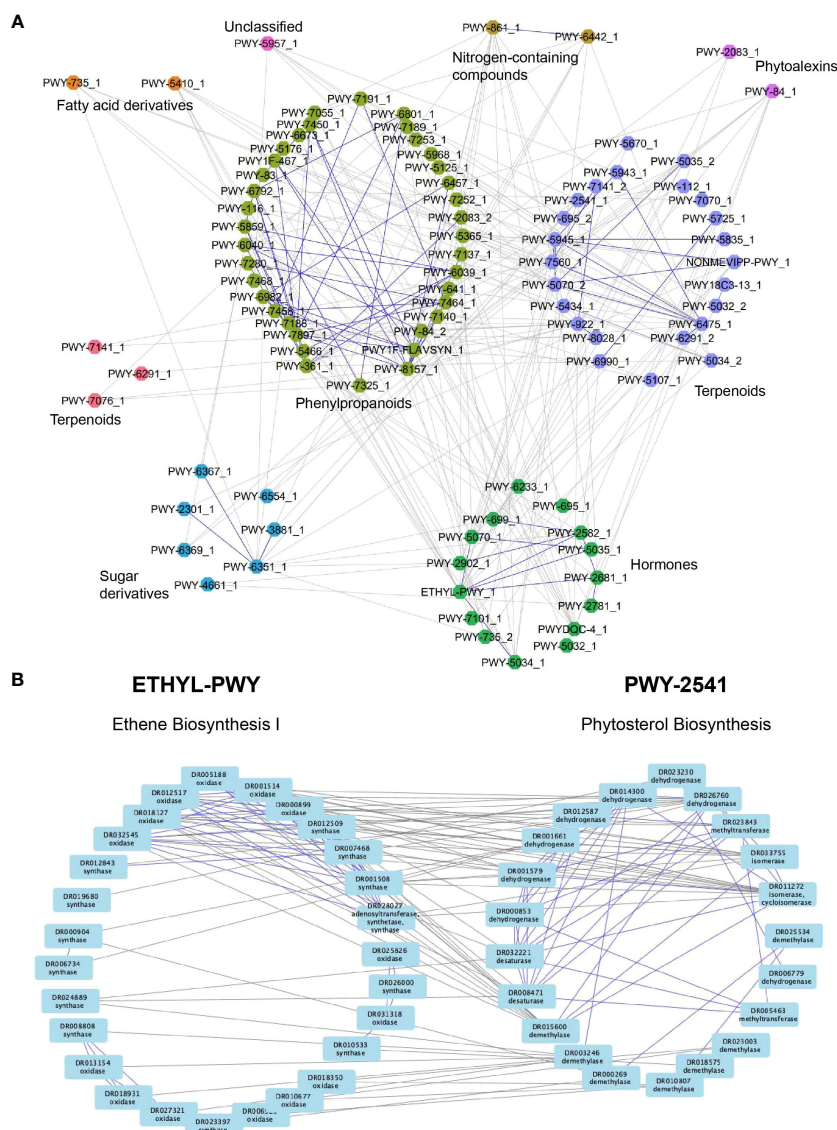 A
Unclassified
PWY-5957_1
PWY-861_1
PWY-6442_1
Nitrogen-containing
compounds
PWY-2083_1
Phytoalexins
PWY-84_1
PWY-735_1
PWY-5410_1
Fatty acid derivatives
PWY-7191_1
PWY-7055_1
PWY-7450_1
PWY-6673_1
PWY-5176_1
PWY1F-467_1
PWY-83_1
PWY-6792_1
PWY-116_1
PWY-5859_1
PWY-6040_1
PWY-7280_1
PWY-7468_1
PWY-6982_1
PWY-7458_1
PWY-7188_1
PWY-7897_1
PWY-5466_1
PWY-361_1
PWY-7325_1
PWY-6801_1
PWY-7189_1
PWY-7253_1
PWY-5968_1
PWY-5125_1
PWY-6457_1
PWY-7252_1
PWY-2083_2
PWY-5365_1
PWY-7137_1
PWY-6039_1
PWY-641_1
PWY-7464_1
PWY-7140_1
PWY-84_2
PWY1F-FLAVSYN_1
PWY-8157_1
Phenylpropanoids
PWY-5670_1
PWY-5943_1
PWY-7141_2
PWY-2541_1
PWY-695_2
PWY-5945_1
PWY-7560_1
PWY-5070_2
PWY-5434_1
PWY-922_1
PWY-8028_1
PWY-6990_1
PWY-5107_1
PWY-5035_2
PWY-112_1
PWY-7070_1
PWY-5725_1
PWY-5835_1
NONMEVIPP-PWY_1
PWY18C3-13_1
PWY-5032_2
PWY-6475_1
PWY-6291_2
PWY-5034_2
Terpenoids
PWY-7141_1
PWY-6291_1
PWY-7076_1
Terpenoids
PWY-6367_1
PWY-6554_1
PWY-2301_1
PWY-3881_1
PWY-6369_1
PWY-6351_1
PWY-4661_1
Sugar
derivatives
PWY-6233_1
PWY-695_1
PWY-699_1
PWY-2582_1
PWY-5070_1
PWY-5035_1
PWY-2902_1
PWY-2681_1
ETHYL-PWY_1
PWY-2781_1
PWY-7101_1
PWYDQC-4_1
PWY-735_2
PWY-5032_1
PWY-5034_1
Hormones
B
ETHYL-PWY
PWY-2541
Ethene Biosynthesis I
Phytosterol Biosynthesis
DR005188
oxidase
DR012517
oxidase
DR001514
oxidase
DR018127
oxidase
DR000899
oxidase
DR032545
oxidase
DR012509
synthase
DR007468
synthase
DR012843
synthase
DR001508
synthase
DR019680
synthase
DR028027
adenosyltransferase,
synthetase,
synthase
DR000904
synthase
DR025826
oxidase
DR006734
synthase
DR026000
synthase
DR024889
synthase
DR031318
oxidase
DR008808
synthase
DR010533
synthase
DR013154
oxidase
DR018350
oxidase
DR018931
oxidase
DR010677
oxidase
DR027321
oxidase
oxidase
DR023397
DR023230
dehydrogenase
DR014300
dehydrogenase
DR026760
dehydrogenase
DR012587
dehydrogenase
DR023843
methyltransferase
DR001661
dehydrogenase
DR033755
isomerase
DR001579
dehydrogenase
DR011272
isomerase,
cycloisomerase
DR000853
dehydrogenase
DR025534
demethylase
DR032221
desaturase
DR006779
dehydrogenase
DR008471
desaturase
DR005463
methyltransferase
DR015600
demethylase
DR023003
demethylase
DR003246
demethylase
DR018575
demethylase
DR000269
demethylase
DR010807
demethylase